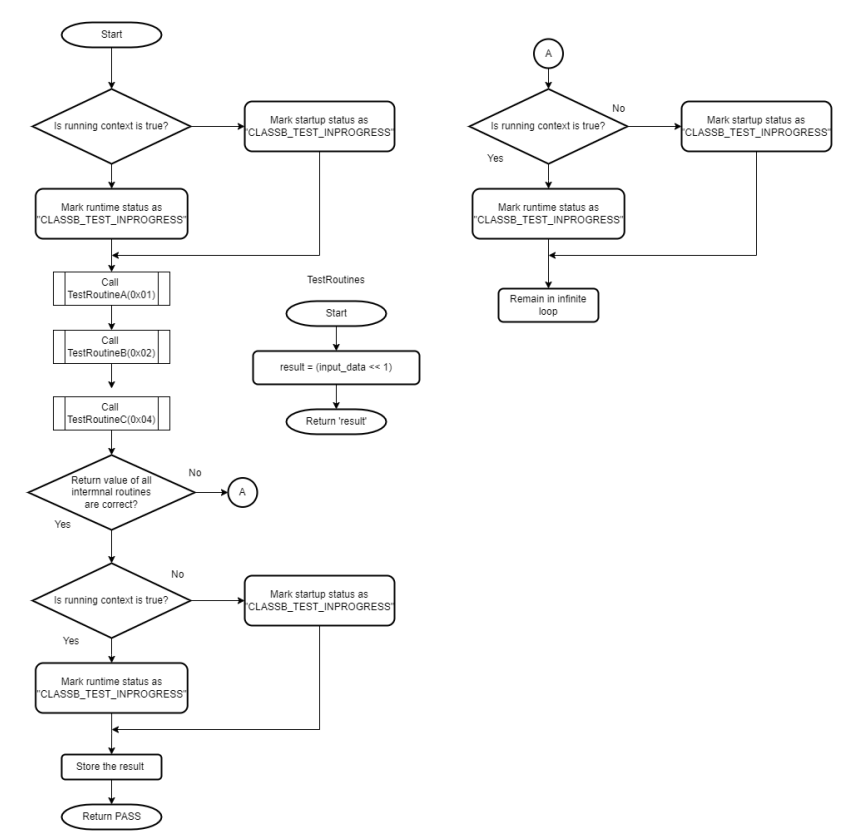 Start
Is running context is true?
Mark startup status as
"CLASSB_TEST_INPROGRESS"
Mark runtime status as
"CLASSB_TEST_INPROGRESS"
Call
TestRoutineA(0x01)
Call
TestRoutineB(0x02)
Call
TestRoutineC(0x04)
Return value of all
intermnal routines
are correct?
No
A
Yes
Is running context is true?
No
Mark startup status as
"CLASSB_TEST_INPROGRESS"
Yes
Mark runtime status as
"CLASSB_TEST_INPROGRESS"
Store the result
Return PASS
TestRoutines
Start
result = (input_data << 1)
Return 'result'
A
Is running context is true?
No
Mark startup status as
"CLASSB_TEST_INPROGRESS"
Yes
Mark runtime status as
"CLASSB_TEST_INPROGRESS"
Remain in infinite
loop